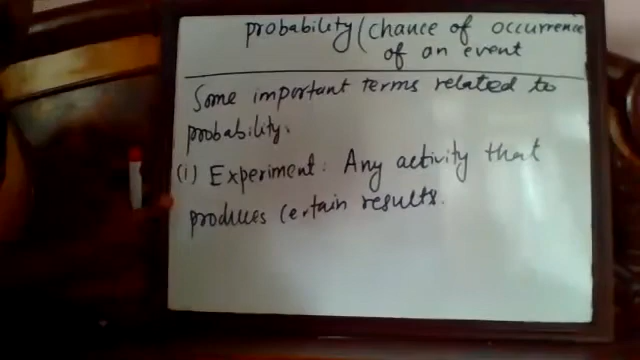 probability (chance of occurrence
of an event
Some important terms related to
probability.
(1) Experiment: Any activity that
produces certain results.